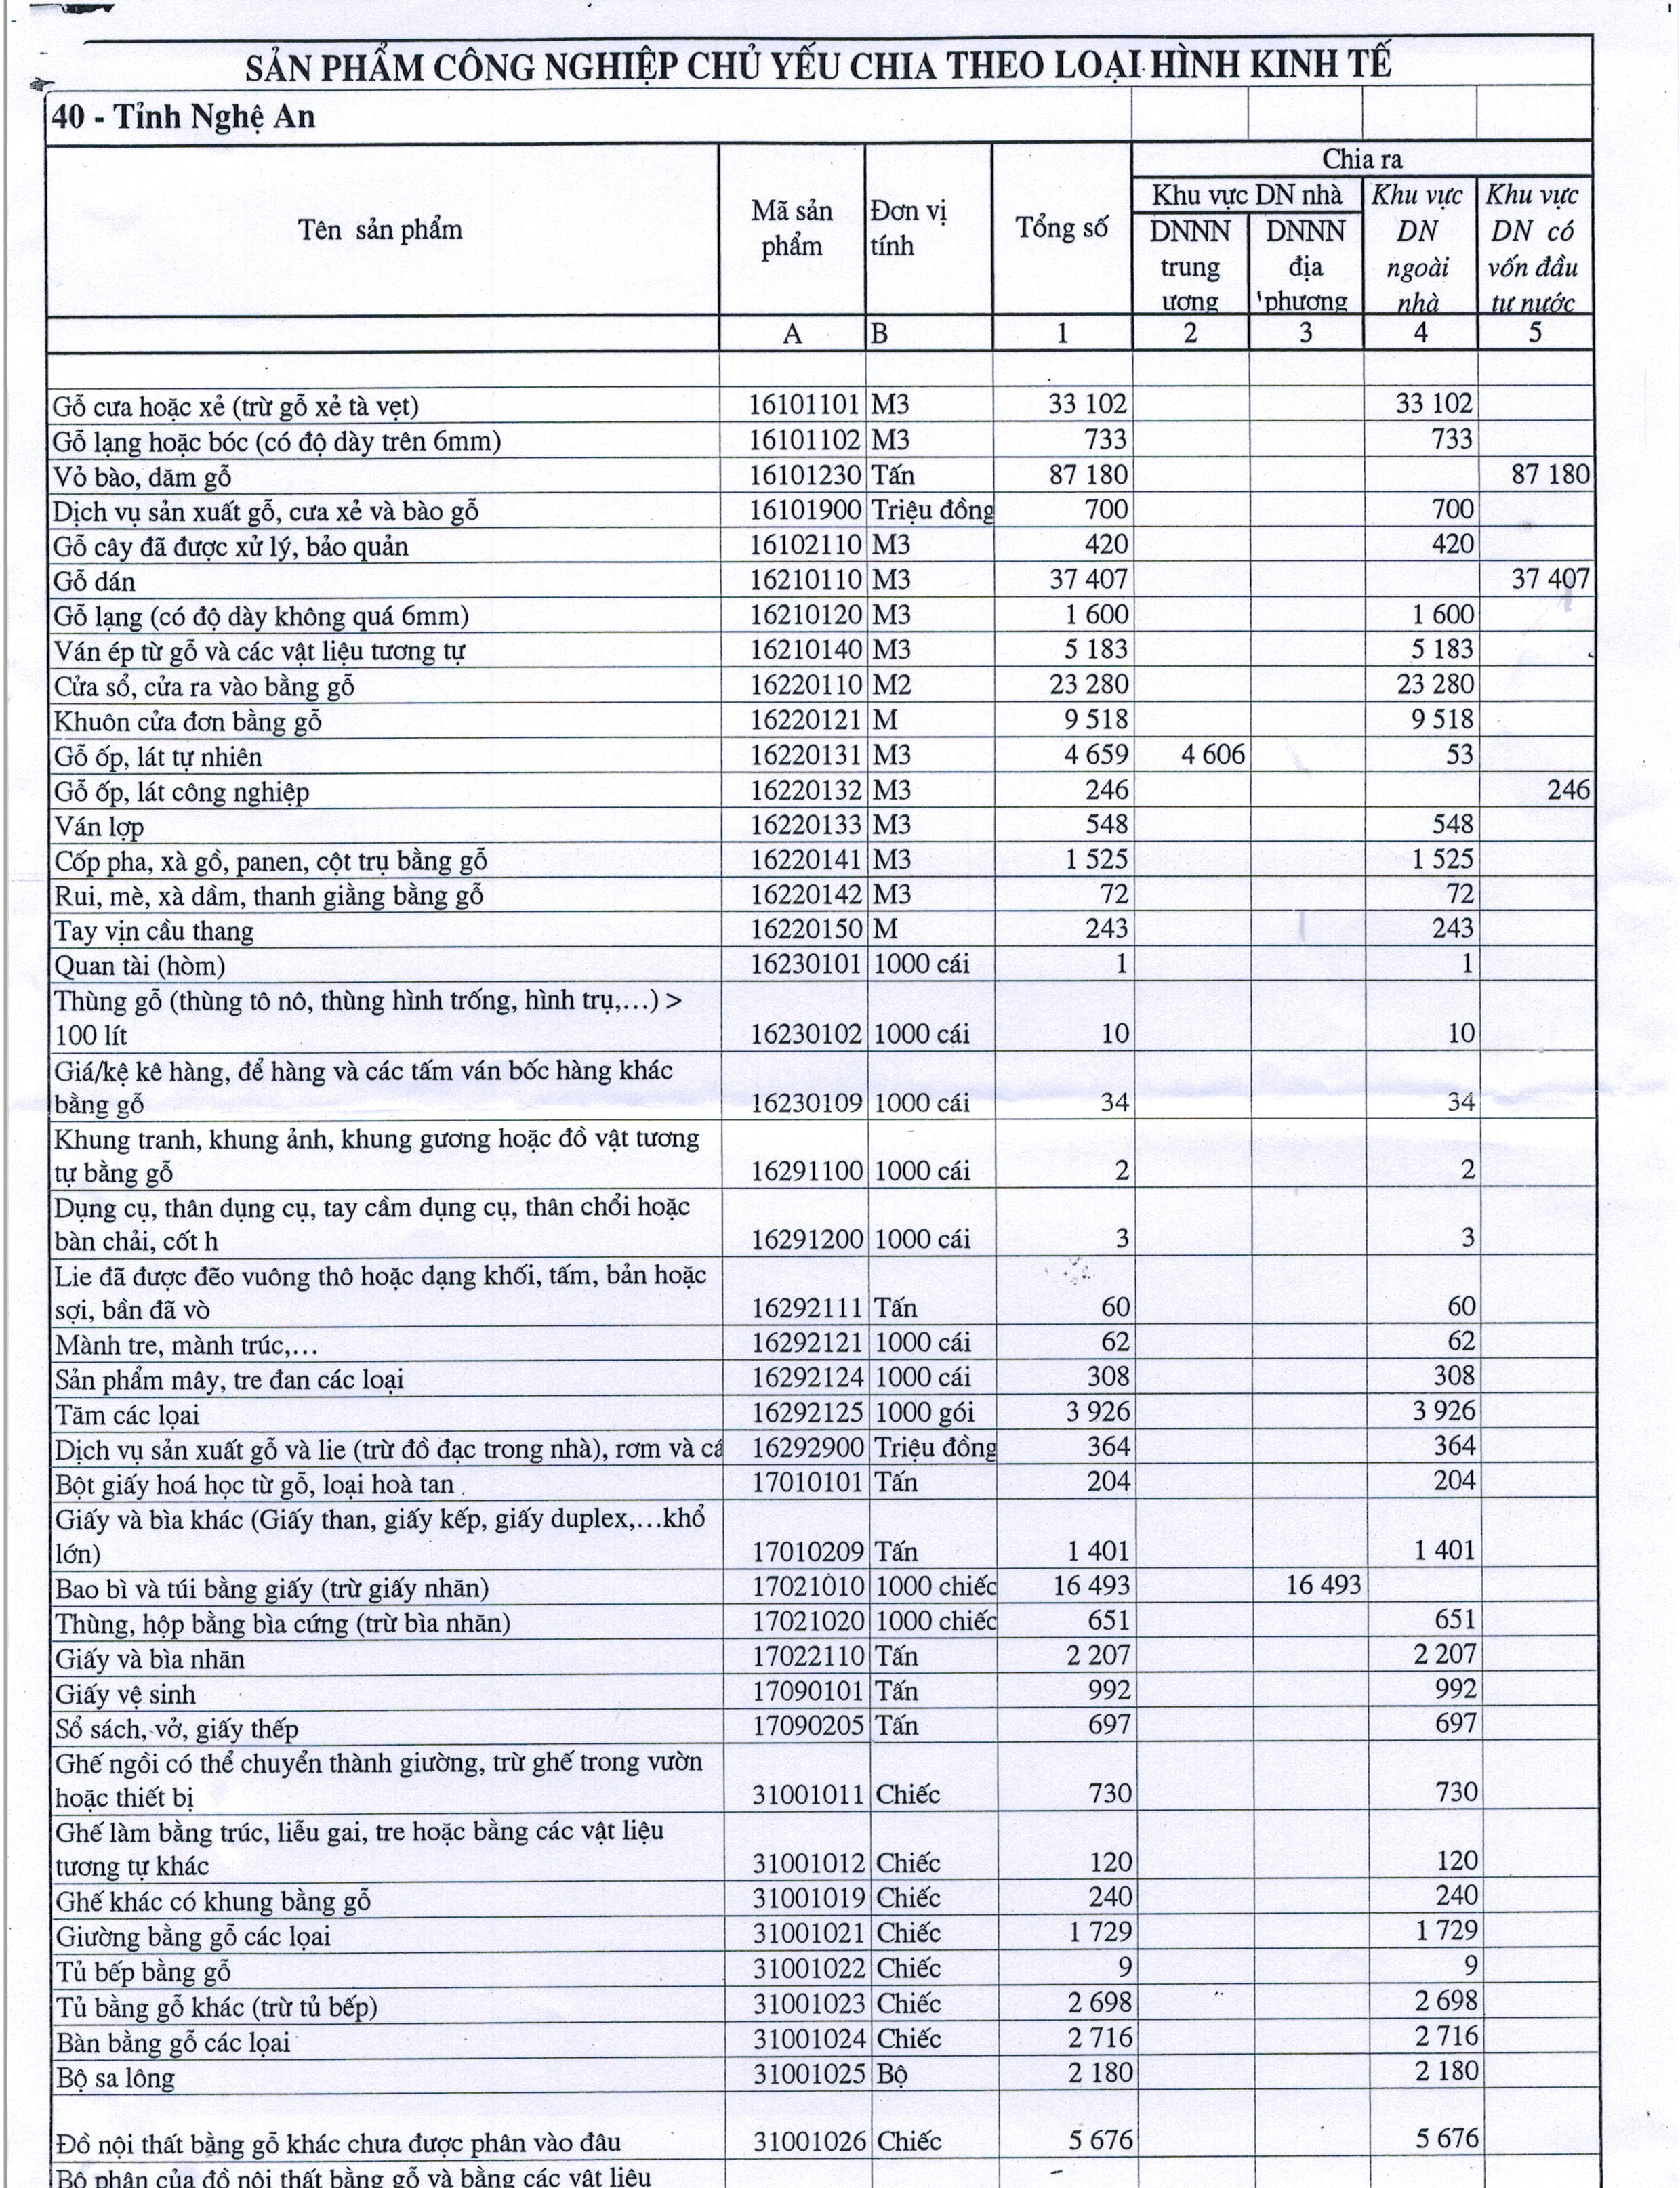 SẢN PHẨM CÔNG NGHIỆP CHỦ YẾU CHIA THEO LOẠI HÌNH KINH TẾ
40 - Tỉnh Nghệ An
Tên sản phẩm
Mã sản phẩm
Đơn vị tính
Tổng số
Chia ra
Khu vực DN nhà
DNNN trung ương
DNNN địa phương
Khu vực DN ngoài nhà
Khu vực DN có vốn đầu tư nước
A B 1 2 3 4 5
Gỗ cưa hoặc xẻ (trừ gỗ xẻ tà vẹt) 16101101 M3 33 102 33 102
Gỗ lạng hoặc bóc (có độ dày trên 6mm) 16101102 M3 733 733
Vỏ bào, dăm gỗ 16101230 Tấn 87 180 87 180
Dịch vụ sản xuất gỗ, cưa xẻ và bào gỗ 16101900 Triệu đồng 700 700
Gỗ cây đã được xử lý, bảo quản 16102110 M3 420 420
Gỗ dán 16210110 M3 37 407 37 407
Gỗ lạng (có độ dày không quá 6mm) 16210120 M3 1 600 1 600
Ván ép từ gỗ và các vật liệu tương tự 16210140 M3 5 183 5 183
Cửa sổ, cửa ra vào bằng gỗ 16220110 M2 23 280 23 280
Khuôn cửa đơn bằng gỗ 16220121 M 9 518 9 518
Gỗ ốp, lát tự nhiên 16220131 M3 4 659 4 606 53
Gỗ ốp, lát công nghiệp 16220132 M3 246 246
Ván lợp 16220133 M3 548 548
Cốp pha, xà gồ, panen, cột trụ bằng gỗ 16220141 M3 1 525 1 525
Rui, mè, xà dầm, thanh giằng bằng gỗ 16220142 M3 72 72
Tay vịn cầu thang 16220150 M 243 243
Quan tài (hòm) 16230101 1000 cái 1 1
Thùng gỗ (thùng tô nô, thùng hình trống, hình trụ,…) >
100 lít 16230102 1000 cái 10 10
Giá/kệ kê hàng, để hàng và các tấm ván bốc hàng khác
bằng gỗ 16230109 1000 cái 34 34
Khung tranh, khung ảnh, khung gương hoặc đồ vật tương
tự bằng gỗ 16291100 1000 cái 2 2
Dụng cụ, thân dụng cụ, tay cầm dụng cụ, thân chổi hoặc
bàn chải, cốt h 16291200 1000 cái 3 3
Lie đã được đẽo vuông thô hoặc dạng khối, tấm, bản hoặc
sợi, bần đã vò 16292111 Tấn 60 60
Mành tre, mành trúc,… 16292121 1000 cái 62 62
Sản phẩm mây, tre đan các loại 16292124 1000 cái 308 308
Tăm các lọai 16292125 1000 gói 3 926 3 926
Dịch vụ sản xuất gỗ và lie (trừ đồ đạc trong nhà), rơm và cá 16292900 Triệu đồng 364 364
Bột giấy hoá học từ gỗ, loại hoà tan 17010101 Tấn 204 204
Giấy và bìa khác (Giấy than, giấy kếp, giấy duplex,…khổ
lớn) 17010209 Tấn 1 401 1 401
Bao bì và túi bằng giấy (trừ giấy nhăn) 17021010 1000 chiếc 16 493 16 493
Thùng, hộp bằng bìa cứng (trừ bìa nhăn) 17021020 1000 chiếc 651 651
Giấy và bìa nhăn 17022110 Tấn 2 207 2 207
Giấy vệ sinh 17090101 Tấn 992 992
Sổ sách, vở, giấy thếp 17090205 Tấn 697 697
Ghế ngồi có thể chuyển thành giường, trừ ghế trong vườn
hoặc thiết bị 31001011 Chiếc 730 730
Ghế làm bằng trúc, liễu gai, tre hoặc bằng các vật liệu
tương tự khác 31001012 Chiếc 120 120
Ghế khác có khung bằng gỗ 31001019 Chiếc 240 240
Giường bằng gỗ các lọai 31001021 Chiếc 1 729 1 729
Tủ bếp bằng gỗ 31001022 Chiếc 9 9
Tủ bằng gỗ khác (trừ tủ bếp) 31001023 Chiếc 2 698 2 698
Bàn bằng gỗ các lọai 31001024 Chiếc 2 716 2 716
Bộ sa lông 31001025 Bộ 2 180 2 180
Đồ nội thất bằng gỗ khác chưa được phân vào đâu 31001026 Chiếc 5 676 5 676
Bộ phận của đồ nội thất bằng gỗ và bằng các vật liệu